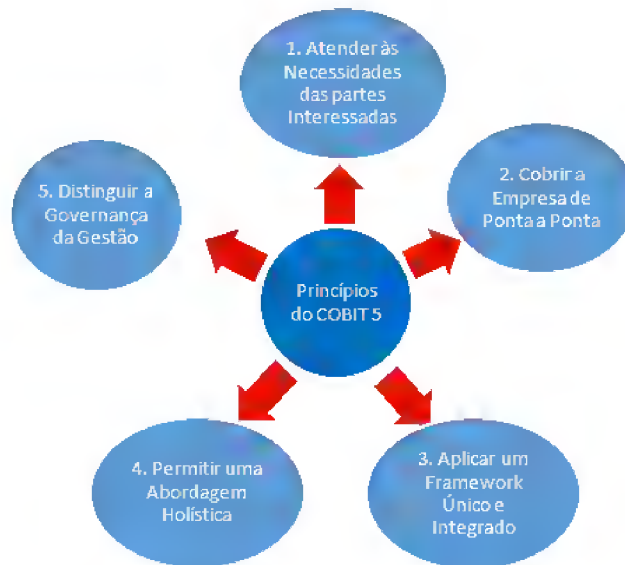 1. Atender às
Necessidades
das partes
Interessadas
2. Cobrir a
Empresa de
Ponta a Ponta
3. Aplicar um
Framework
Único e
Integrado
4. Permitir uma
Abordagem
Holística
5. Distinguir a
Governança
da Gestão
Princípios
do COBIT 5